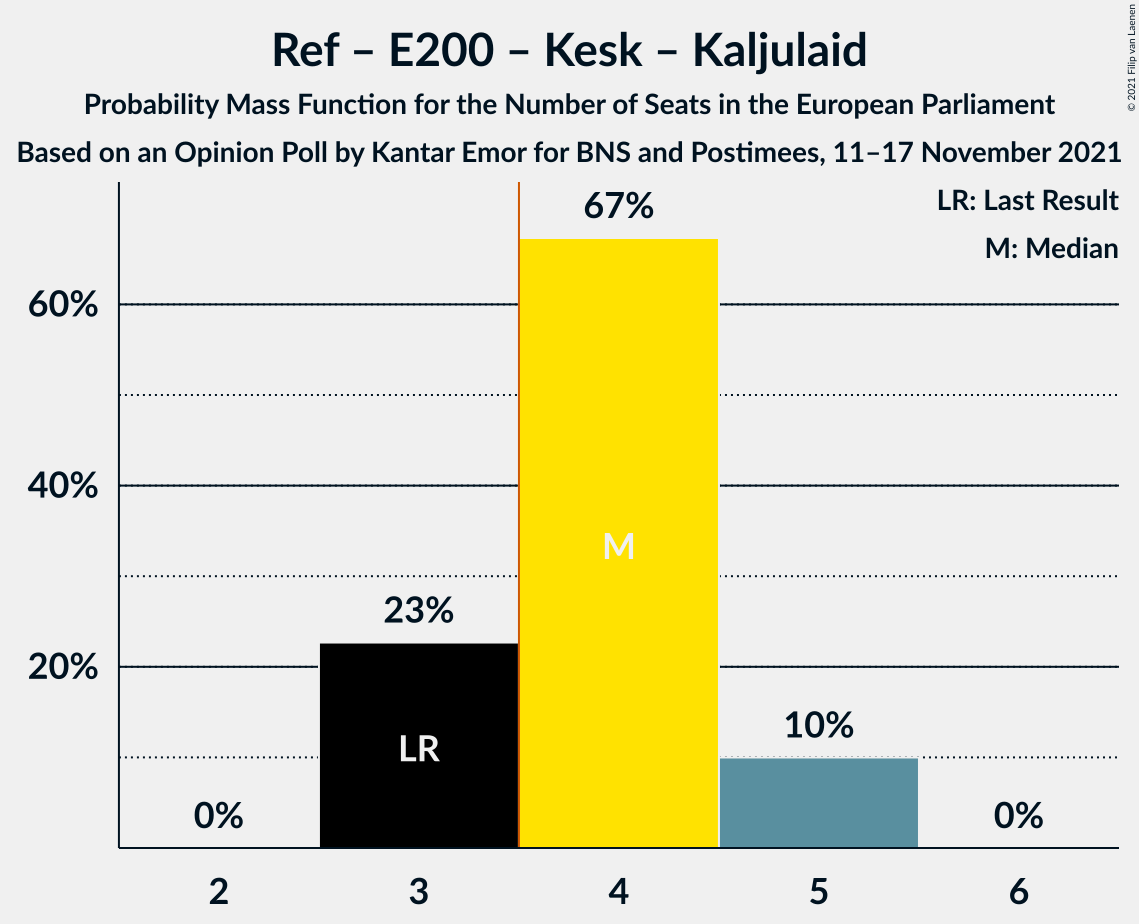 Ref – E200 – Kesk – Kaljulaid
Probability Mass Function for the Number of Seats in the European Parliament
Based on an Opinion Poll by Kantar Emor for BNS and Postimees, 11–17 November 2021
© 2021 Filip van Laenen
LR: Last Result
M: Median
67%
60%
40%
M
23%
20%
LR
10%
0%
0%
2 3 4 5 6